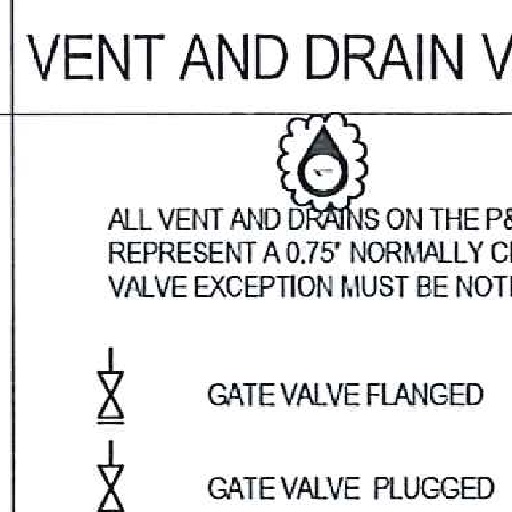 VENT AND DRAIN
ALL VENT AND DRAINS ON THE
REPRESENT A 0.75" NORMALLY
VALVE EXCEPTION MUST BE
GATE VALVE FLANGED
GATE VALVE PLUGGED